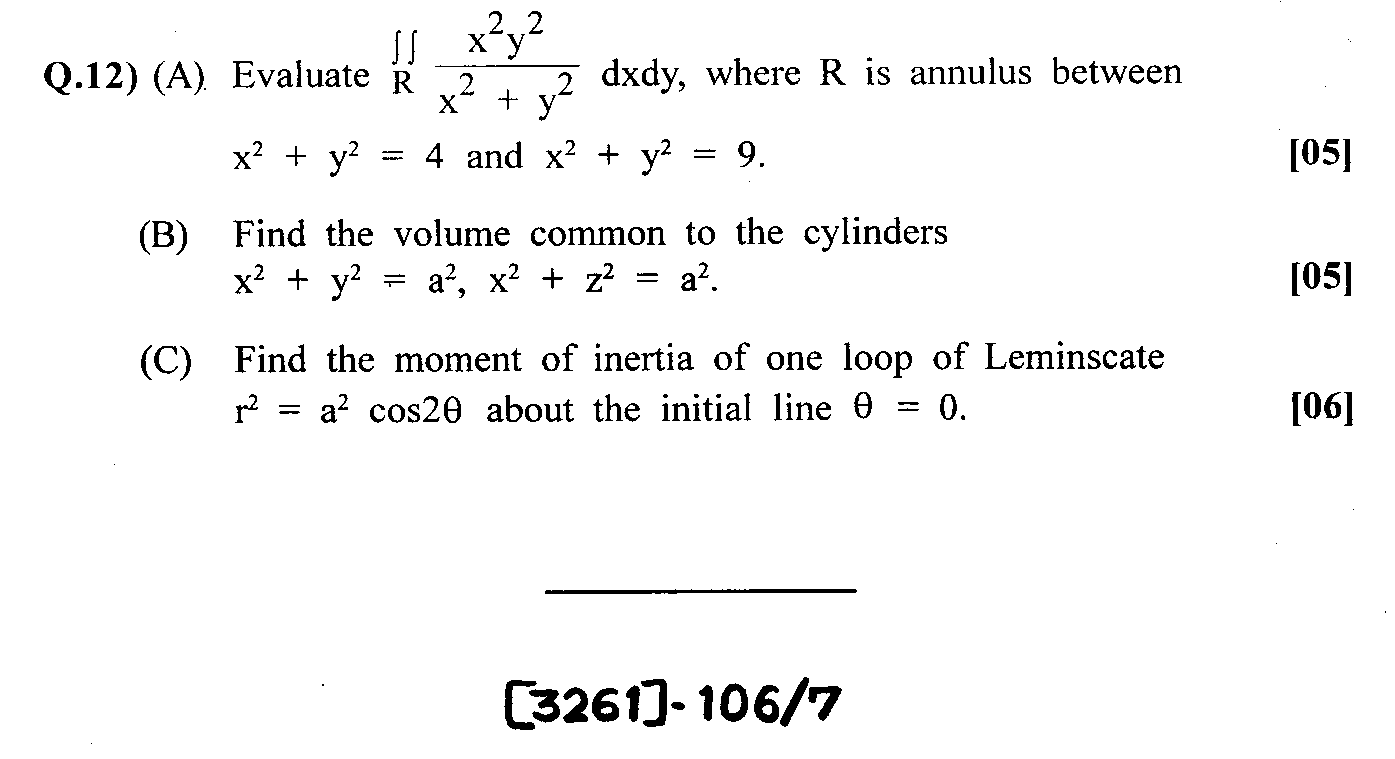 Q.12) (A) Evaluate ∫∫_R x²y² / (x² + y²) dxdy, where R is annulus between
x² + y² = 4 and x² + y² = 9. [05]
(B) Find the volume common to the cylinders
x² + y² = a², x² + z² = a². [05]
(C) Find the moment of inertia of one loop of Leminscate
r² = a² cos2θ about the initial line θ = 0. [06]
[3261]-106/7